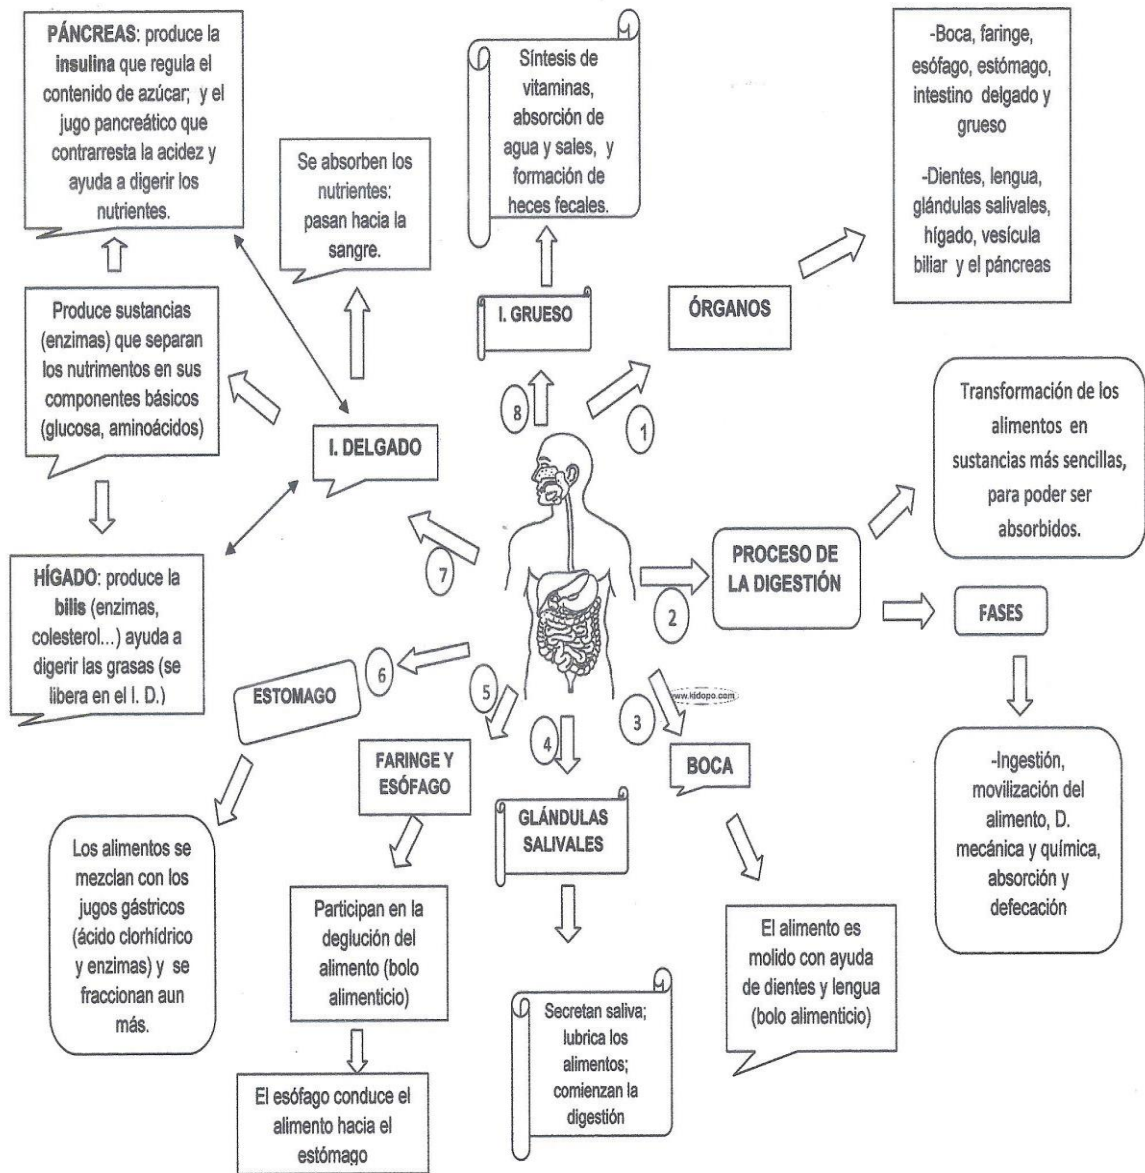 PÁNCREAS: produce la
insulina que regula el
contenido de azúcar; y el
jugo pancreático que
contrarresta la acidez y
ayuda a digerir los
nutrientes.
Se absorben los
nutrientes:
pasan hacia la
sangre.
Síntesis de
vitaminas,
absorción de
agua y sales, y
formación de
heces fecales.
-Boca, faringe,
esófago, estómago,
intestino delgado y
grueso
-Dientes, lengua,
glándulas salivales,
hígado, vesícula
biliar y el páncreas
Produce sustancias
(enzimas) que separan
los nutrimentos en sus
componentes básicos
(glucosa, aminoácidos)
I. GRUESO
ÓRGANOS
8
1
I. DELGADO
Transformación de los
alimentos en
sustancias más sencillas,
para poder ser
absorbidos.
HÍGADO: produce la
bilis (enzimas,
colesterol...) ayuda a
digerir las grasas (se
libera en el I. D.)
7
2
PROCESO DE
LA DIGESTIÓN
FASES
ESTOMAGO
6
5
4
3
www.kidopo.com
FARINGE Y
ESÓFAGO
GLÁNDULAS
SALIVALES
BOCA
-Ingestión,
movilización del
alimento, D.
mecánica y química,
absorción y
defecación
Los alimentos se
mezclan con los
jugos gástricos
(ácido clorhídrico
y enzimas) y se
fraccionan aun
más.
Participan en la
deglución del
alimento (bolo
alimenticio)
El esófago conduce el
alimento hacia el
estómago
Secretan saliva;
lubrica los
alimentos;
comienzan la
digestión
El alimento es
molido con ayuda
de dientes y lengua
(bolo alimenticio)